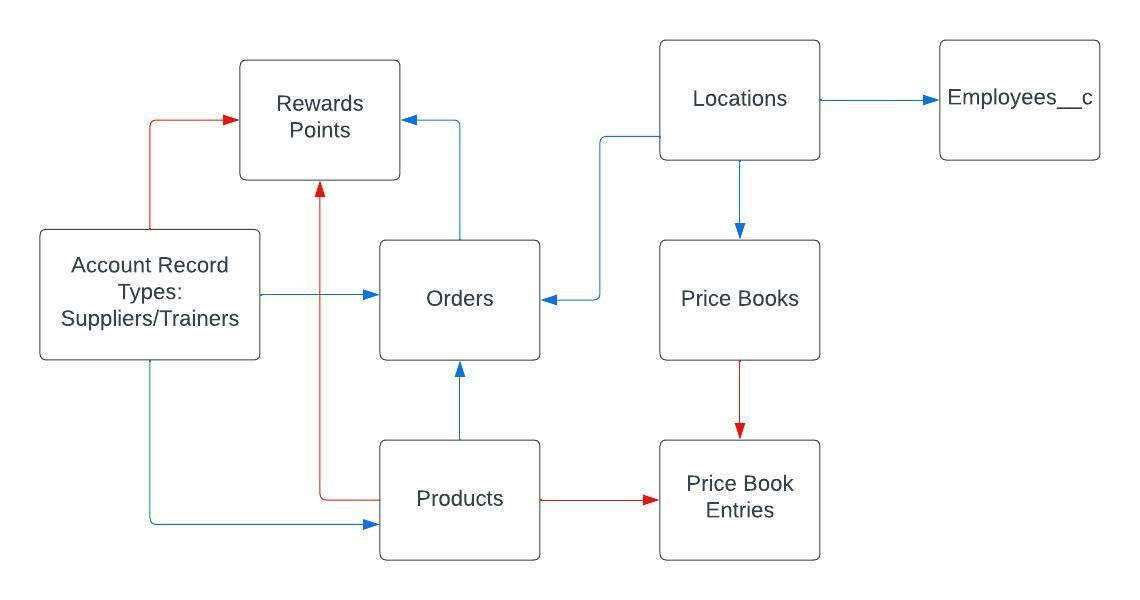 Rewards
Points
Locations
Employees__c
Account Record
Types:
Suppliers/Trainers
Orders
Price Books
Products
Price Book
Entries